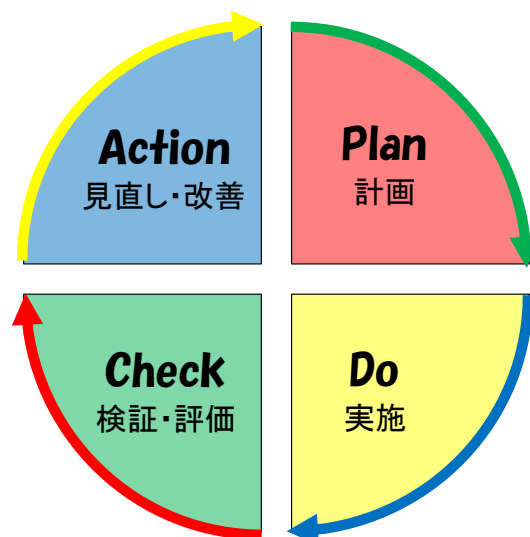 Action
見直し・改善
Plan
計画
Check
検証・評価
Do
実施